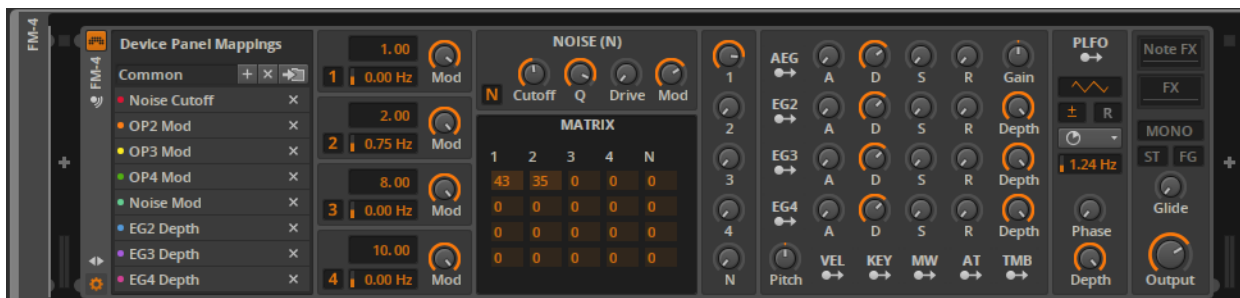 FM-4
FM-4
Device Panel Mappings
Common
Noise Cutoff
OP2 Mod
OP3 Mod
OP4 Mod
Noise Mod
EG2 Depth
EG3 Depth
EG4 Depth
1.00
1 0.00 Hz Mod
2.00
2 0.75 Hz Mod
8.00
3 0.00 Hz Mod
10.00
4 0.00 Hz Mod
NOISE (N)
N Cutoff Q Drive Mod
MATRIX
1 2 3 4 N
43 35 0 0 0
0 0 0 0 0
0 0 0 0 0
0 0 0 0 0
1
2
3
4
N
AEG A D S R Gain
EG2 A D S R Depth
EG3 A D S R Depth
EG4 A D S R Depth
Pitch VEL KEY MW AT TMB
PLFO
± R
1.24 Hz
Phase
Depth
Note FX
FX
MONO
ST FG
Glide
Output